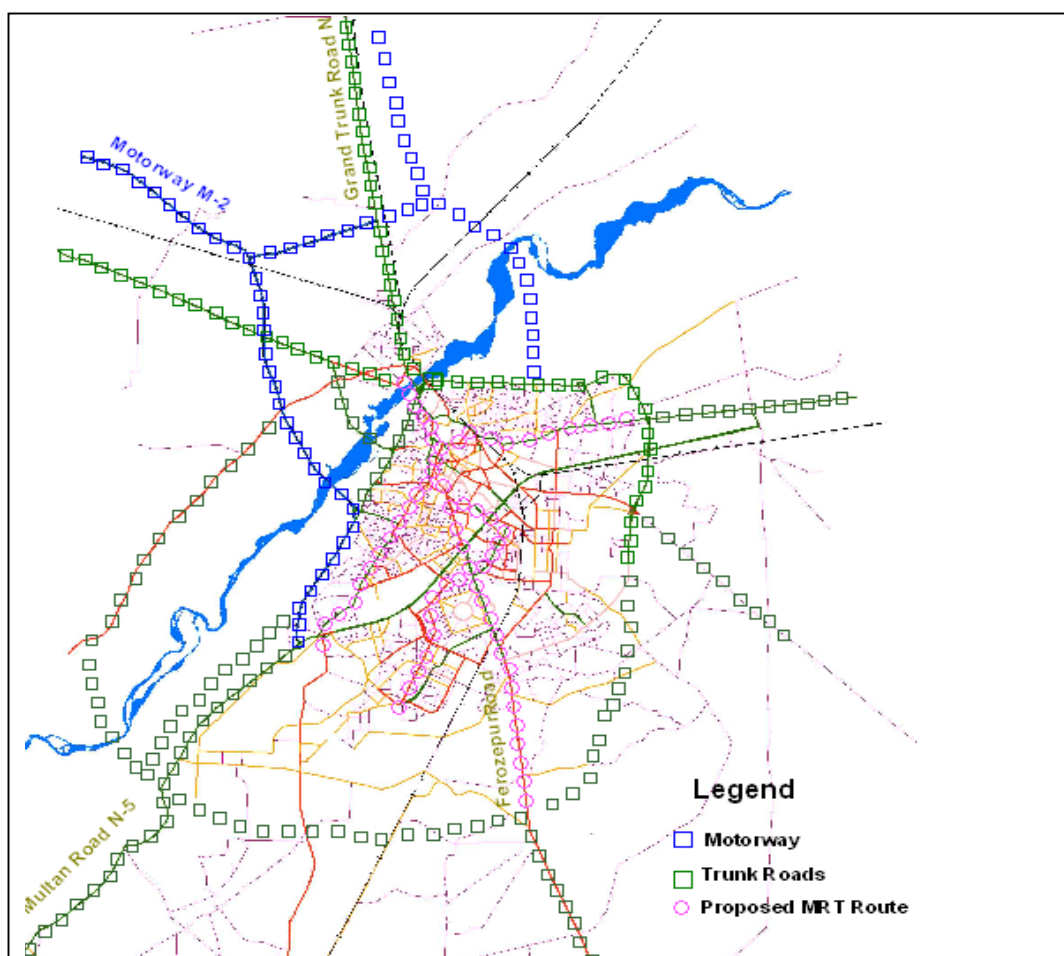 Grand Trunk Road N
Motorway M-2
Ferozepur Road
Multan Road N-5
Legend
Motorway
Trunk Roads
Proposed MRT Route